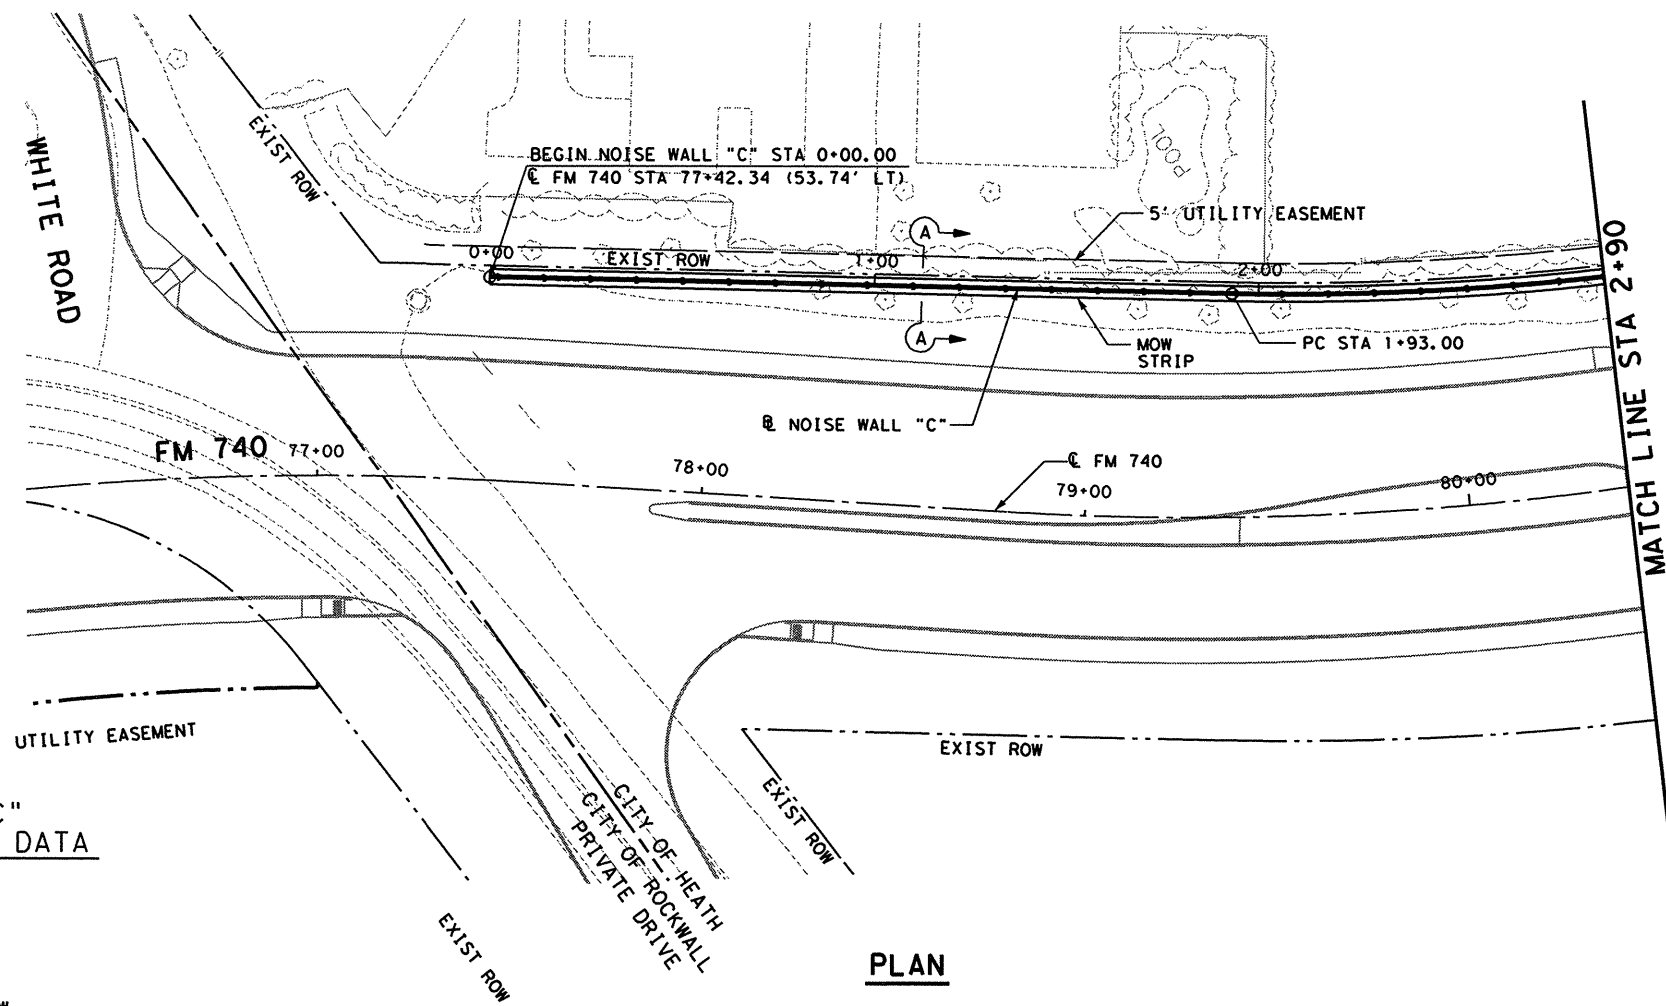 WHITE ROAD
EXIST ROW
BEGIN NOISE WALL "C" STA 0+00.00
℄ FM 740 STA 77+42.34 (53.74' LT)
POOL
5' UTILITY EASEMENT
A
0+00
EXIST ROW
1+00
2+00
A
MOW
STRIP
PC STA 1+93.00
MATCH LINE STA 2+90
NOISE WALL "C"
FM 740
77+00
78+00
℄ FM 740
79+00
80+00
UTILITY EASEMENT
EXIST ROW
EXIST ROW
CITY OF HEATH
CITY OF ROCKWALL
PRIVATE DRIVE
C"
DATA
EXIST ROW
PLAN